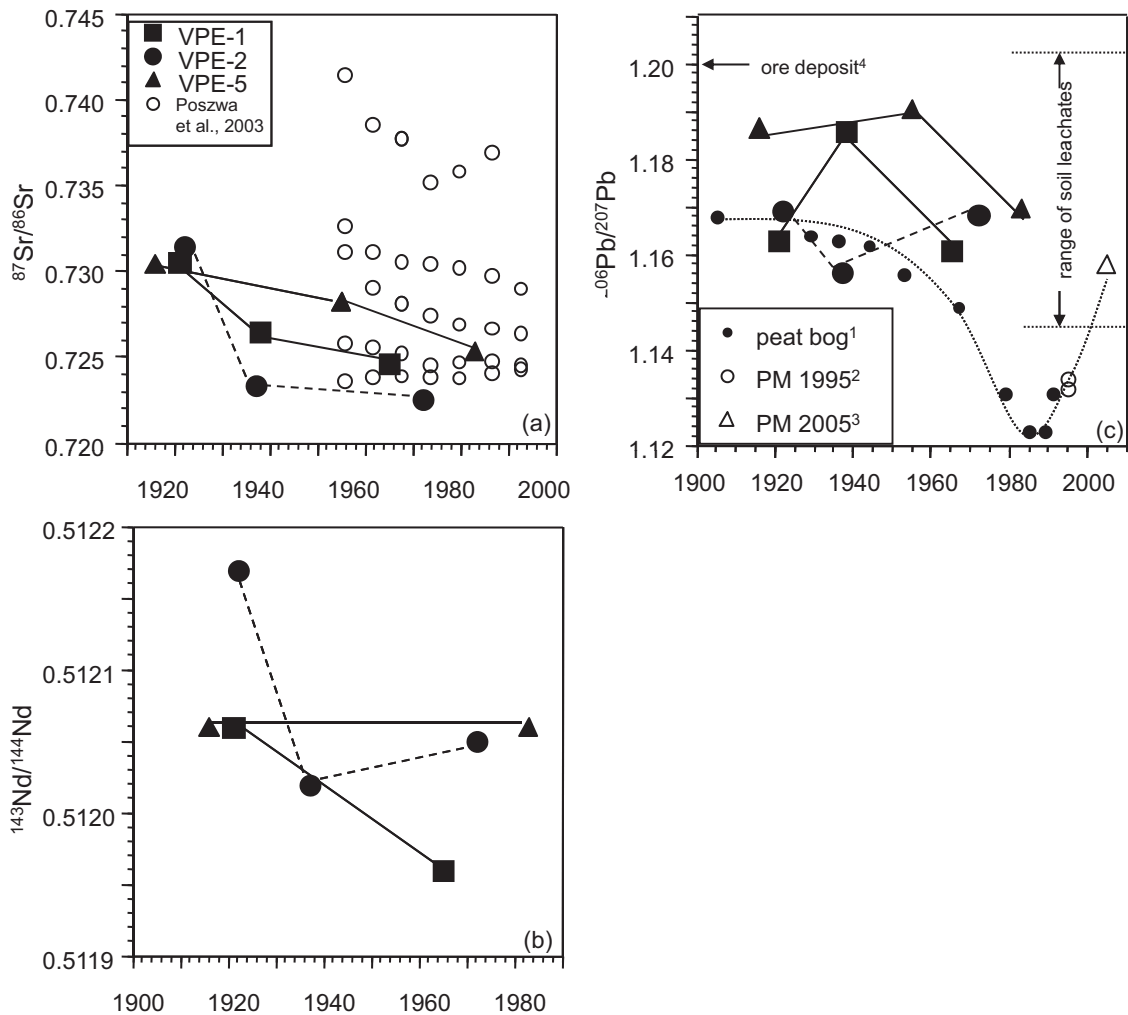 0.745
0.740
0.735
0.730
0.725
0.720
⁸⁷Sr/⁸⁶Sr
VPE-1
VPE-2
VPE-5
Poszwa
et al., 2003
(a)
1920 1940 1960 1980 2000
1.20
1.18
1.16
1.14
1.12
₀₆Pb/²⁰⁷Pb
ore deposit⁴
range of soil leachates
peat bog¹
PM 1995²
PM 2005³
(c)
1900 1920 1940 1960 1980 2000
0.5122
0.5121
0.5120
0.5119
¹⁴³Nd/¹⁴⁴Nd
(b)
1900 1920 1940 1960 1980